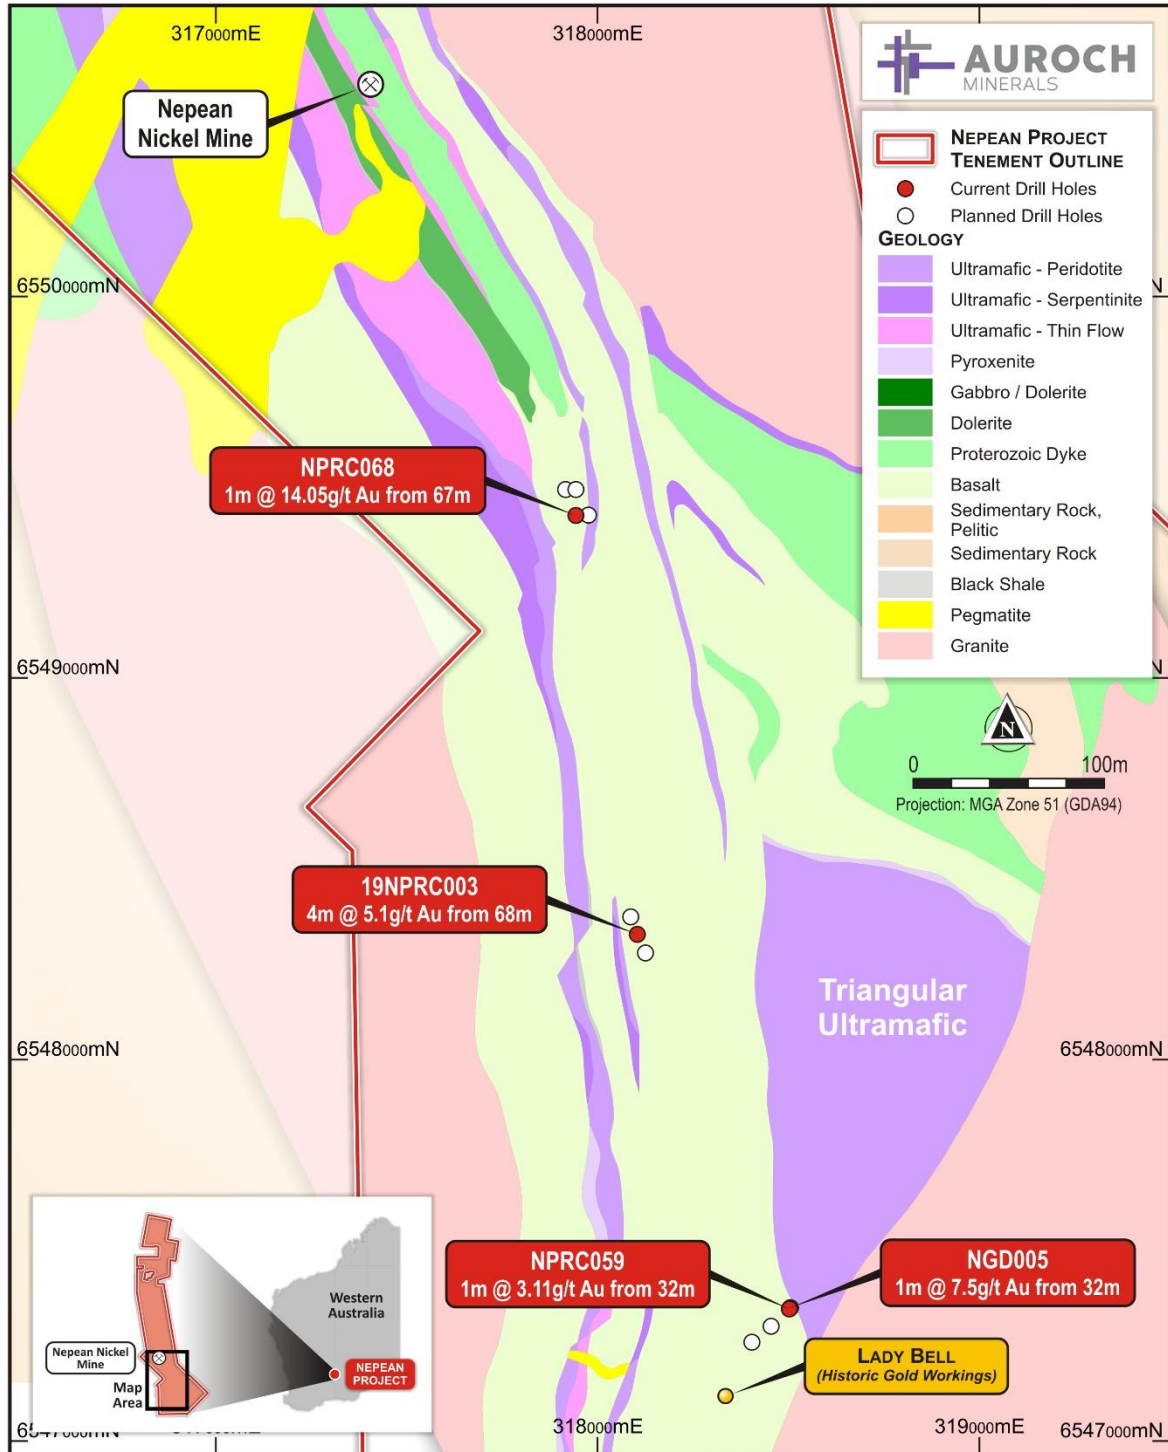 317000mE
318000mE
AUROCH
MINERALS
Nepean
Nickel Mine
NEPEAN PROJECT
TENEMENT OUTLINE
Current Drill Holes
Planned Drill Holes
GEOLOGY
Ultramafic - Peridotite
Ultramafic - Serpentinite
Ultramafic - Thin Flow
Pyroxenite
Gabbro / Dolerite
Dolerite
Proterozoic Dyke
Basalt
Sedimentary Rock,
Pelitic
Sedimentary Rock
Black Shale
Pegmatite
Granite
6550000mN
N
NPRC068
1m @ 14.05g/t Au from 67m
6549000mN
N
N
0
100m
Projection: MGA Zone 51 (GDA94)
19NPRC003
4m @ 5.1g/t Au from 68m
Triangular
Ultramafic
6548000mN
6548000mN
NPRC059
1m @ 3.11g/t Au from 32m
NGD005
1m @ 7.5g/t Au from 32m
LADY BELL
(Historic Gold Workings)
Western
Australia
Nepean Nickel
Mine
Map
Area
NEPEAN
PROJECT
318000mE
319000mE
6547000mN